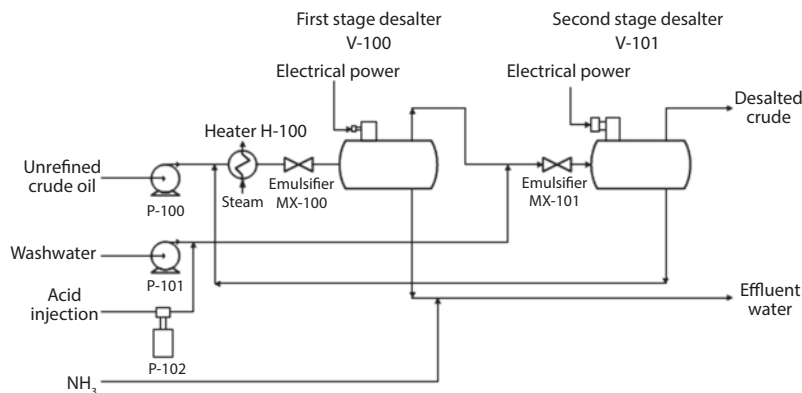 First stage desalter
V-100
Second stage desalter
V-101
Electrical power
Electrical power
Desalted
crude
Heater H-100
Unrefined
crude oil
P-100
Steam
Emulsifier
MX-100
Emulsifier
MX-101
Washwater
P-101
Acid
injection
P-102
Effluent
water
NH₃